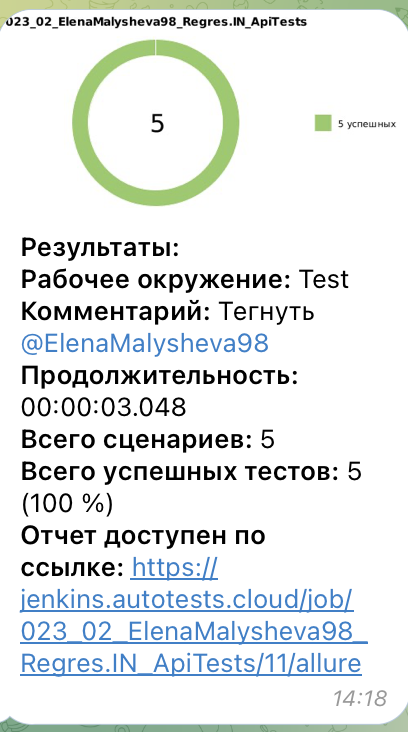 023_02_ElenaMalysheva98_Regres.IN_ApiTests
5
5 успешных
Результаты:
Рабочее окружение: Test
Комментарий: Тегнуть
@ElenaMalysheva98
Продолжительность:
00:00:03.048
Всего сценариев: 5
Всего успешных тестов: 5
(100 %)
Отчет доступен по
ссылке: https://
jenkins.autotests.cloud/job/
023_02_ElenaMalysheva98_
Regres.IN_ApiTests/11/allure
14:18